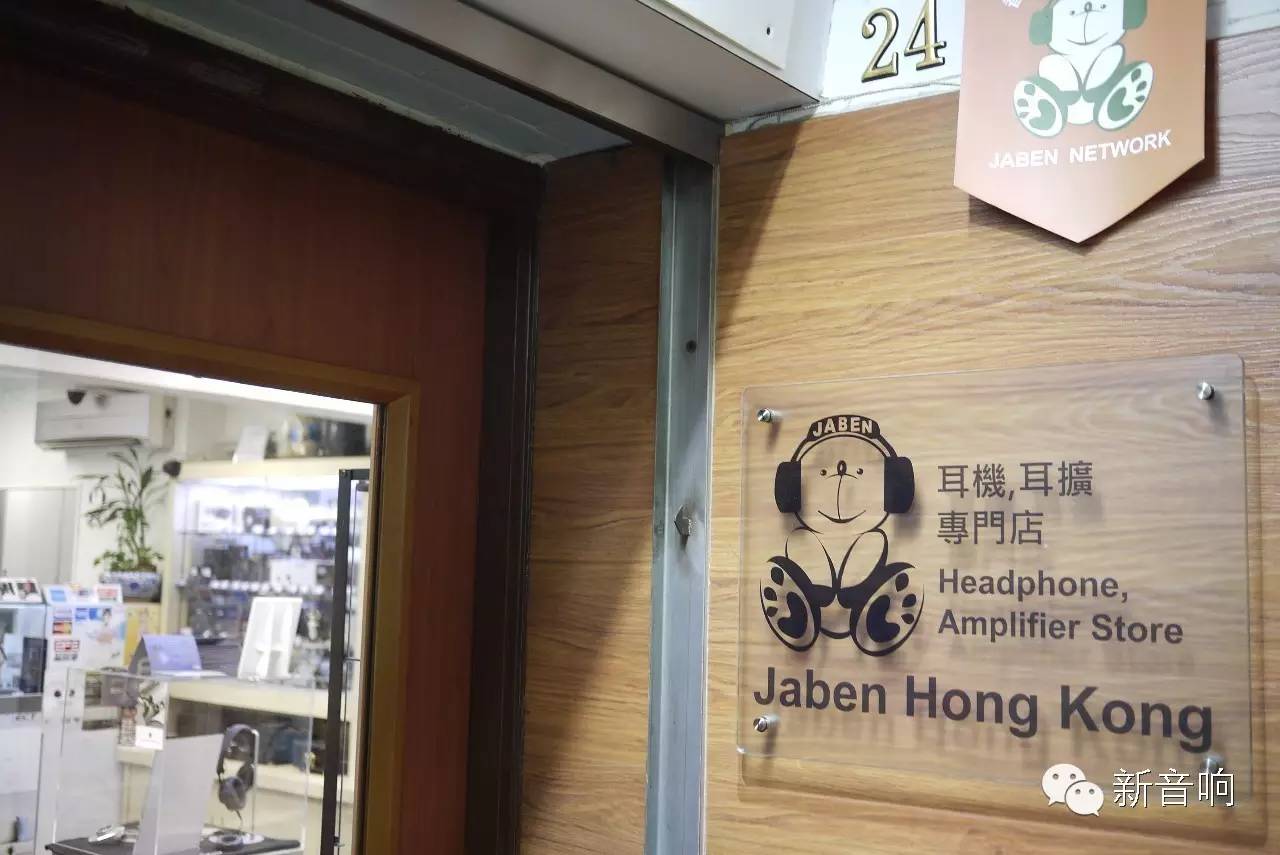 24
JABEN NETWORK
JABEN
耳機,耳擴
專門店
Headphone,
Amplifier Store
Jaben Hong Kong
新音响